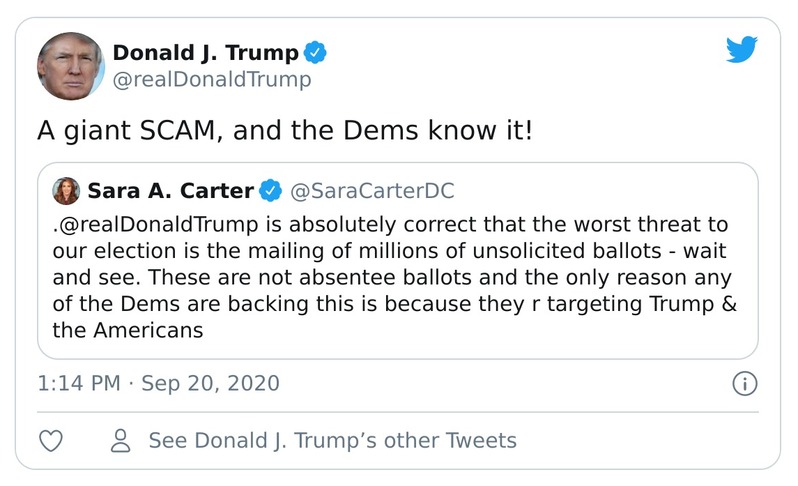 Donald J. Trump
@realDonaldTrump
A giant SCAM, and the Dems know it!
Sara A. Carter @SaraCarterDC
.@realDonaldTrump is absolutely correct that the worst threat to
our election is the mailing of millions of unsolicited ballots - wait
and see. These are not absentee ballots and the only reason any
of the Dems are backing this is because they r targeting Trump &
the Americans
1:14 PM · Sep 20, 2020
See Donald J. Trump’s other Tweets